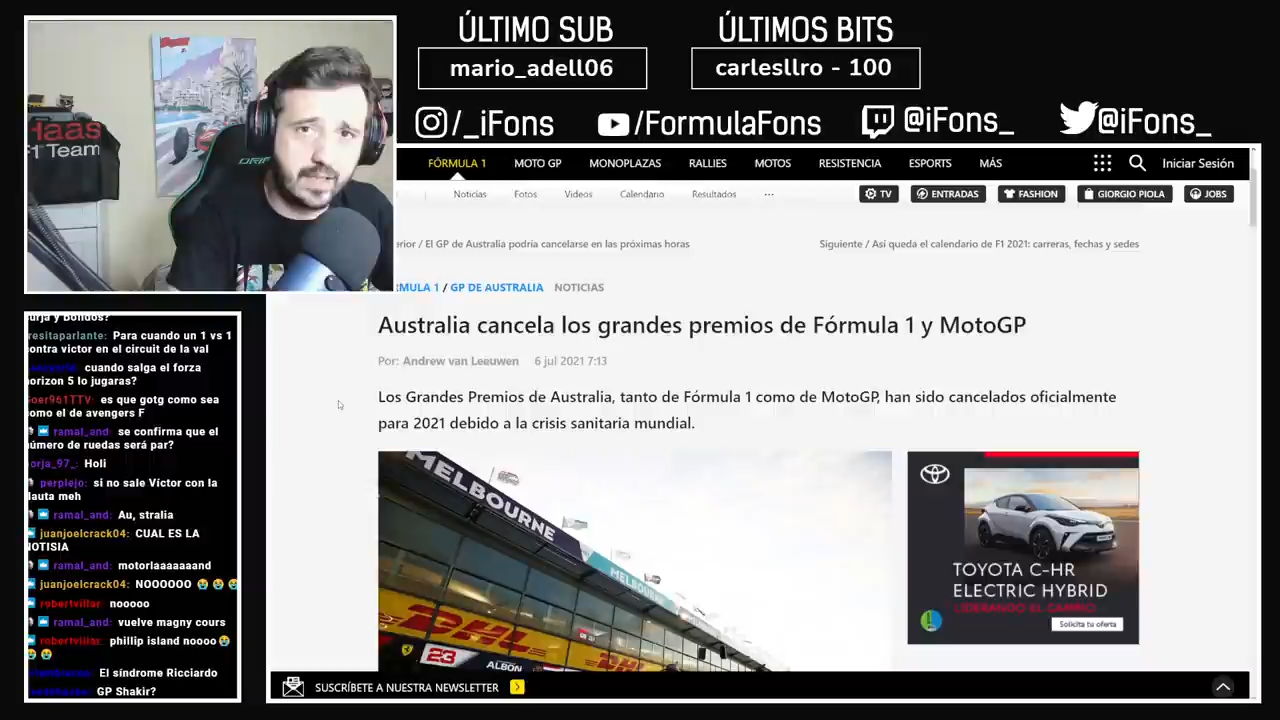 ÚLTIMO SUB
mario_adell06
ÚLTIMOS BITS
carlesllro - 100
/_iFons
/FormulaFons
@iFons_
@iFons_
Haas
F1 Team
FÓRMULA 1 MOTO GP MONOPLAZAS RALLIES MOTOS RESISTENCIA ESPORTS MÁS Iniciar Sesión
Noticias Fotos Videos Calendario Resultados ... TV ENTRADAS FASHION GIORGIO PIOLA JOBS
erior / El GP de Australia podría cancelarse en las próximas horas
Siguiente / Así queda el calendario de F1 2021: carreras, fechas y sedes
RMULA 1 / GP DE AUSTRALIA NOTICIAS
Australia cancela los grandes premios de Fórmula 1 y MotoGP
Por: Andrew van Leeuwen 6 jul 2021 7:13
Los Grandes Premios de Australia, tanto de Fórmula 1 como de MotoGP, han sido cancelados oficialmente
para 2021 debido a la crisis sanitaria mundial.
MELBOURNE
MELBOURNE
DHL
23
ALBON
TOYOTA C-HR
ELECTRIC HYBRID
LIDERANDO EL CAMBIO
Solicita tu oferta
SUSCRÍBETE A NUESTRA NEWSLETTER
resitaparlante: Para cuando un 1 vs 1
contra victor en el circuit de la val
cuando salga el forza
horizon 5 lo jugaras?
Goer961TTV: es que gotg como sea
como el de avengers F
ramal_and: se confirma que el
número de ruedas será par?
borja_97_: Holi
perpiejo: si no sale Víctor con la
flauta meh
ramal_and: Au, stralia
juanjoelcrack04: CUAL ES LA
NOTISIA
ramal_and: motorlaaaaaaand
juanjoelcrack04: NOOOOOO 😭 😭 😭
robertvillar: nooooo
ramal_and: vuelve magny cours
robertvillar: phillip island noooo😭
😭 😭
El síndrome Ricciardo
GP Shakir?